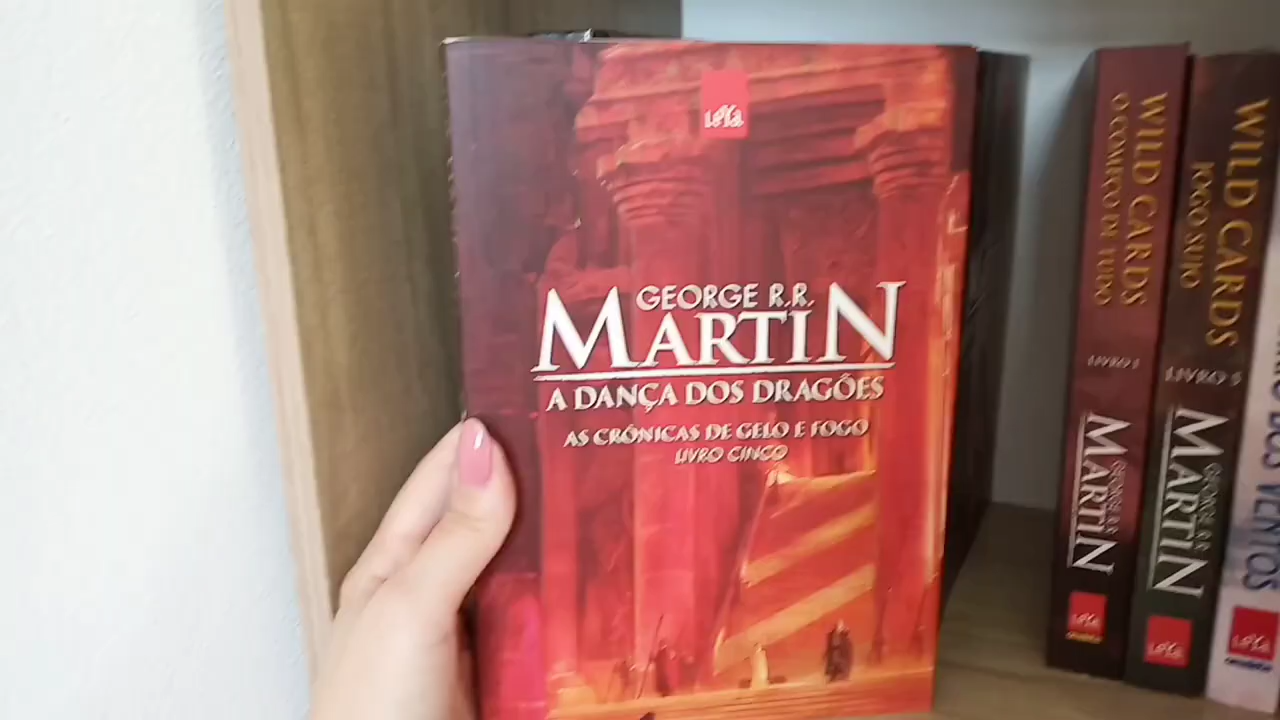 LeYa
GEORGE R.R.
MARTIN
A DANÇA DOS DRAGÕES
AS CRÔNICAS DE GELO E FOGO
LIVRO CINCO
WILD CARDS
O COMEÇO DE TUDO
LIVRO 1
GEORGE R.R.
MARTIN
LeYa
WILD CARDS
JOGO SUJO
LIVRO 5
GEORGE R.R.
MARTIN
LeYa
DOS VENTOS
LeYa